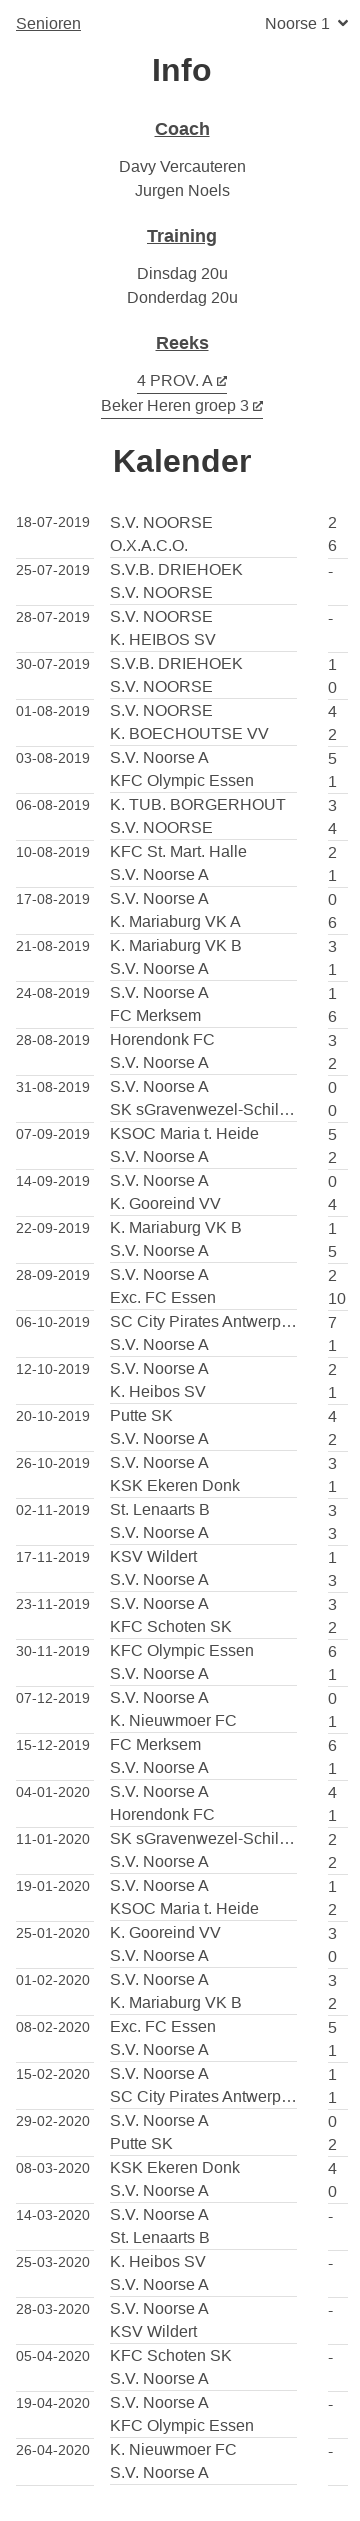 Senioren Noorse 1
Info
Coach
Davy Vercauteren
Jurgen Noels
Training
Dinsdag 20u
Donderdag 20u
Reeks
4 PROV. A
Beker Heren groep 3
Kalender
18-07-2019 S.V. NOORSE 2
O.X.A.C.O. 6
25-07-2019 S.V.B. DRIEHOEK -
S.V. NOORSE
28-07-2019 S.V. NOORSE -
K. HEIBOS SV
30-07-2019 S.V.B. DRIEHOEK 1
S.V. NOORSE 0
01-08-2019 S.V. NOORSE 4
K. BOECHOUTSE VV 2
03-08-2019 S.V. Noorse A 5
KFC Olympic Essen 1
06-08-2019 K. TUB. BORGERHOUT 3
S.V. NOORSE 4
10-08-2019 KFC St. Mart. Halle 2
S.V. Noorse A 1
17-08-2019 S.V. Noorse A 0
K. Mariaburg VK A 6
21-08-2019 K. Mariaburg VK B 3
S.V. Noorse A 1
24-08-2019 S.V. Noorse A 1
FC Merksem 6
28-08-2019 Horendonk FC 3
S.V. Noorse A 2
31-08-2019 S.V. Noorse A 0
SK sGravenwezel-Schil... 0
07-09-2019 KSOC Maria t. Heide 5
S.V. Noorse A 2
14-09-2019 S.V. Noorse A 0
K. Gooreind VV 4
22-09-2019 K. Mariaburg VK B 1
S.V. Noorse A 5
28-09-2019 S.V. Noorse A 2
Exc. FC Essen 10
06-10-2019 SC City Pirates Antwerp... 7
S.V. Noorse A 1
12-10-2019 S.V. Noorse A 2
K. Heibos SV 1
20-10-2019 Putte SK 4
S.V. Noorse A 2
26-10-2019 S.V. Noorse A 3
KSK Ekeren Donk 1
02-11-2019 St. Lenaarts B 3
S.V. Noorse A 3
17-11-2019 KSV Wildert 1
S.V. Noorse A 3
23-11-2019 S.V. Noorse A 3
KFC Schoten SK 2
30-11-2019 KFC Olympic Essen 6
S.V. Noorse A 1
07-12-2019 S.V. Noorse A 0
K. Nieuwmoer FC 1
15-12-2019 FC Merksem 6
S.V. Noorse A 1
04-01-2020 S.V. Noorse A 4
Horendonk FC 1
11-01-2020 SK sGravenwezel-Schil... 2
S.V. Noorse A 2
19-01-2020 S.V. Noorse A 1
KSOC Maria t. Heide 2
25-01-2020 K. Gooreind VV 3
S.V. Noorse A 0
01-02-2020 S.V. Noorse A 3
K. Mariaburg VK B 2
08-02-2020 Exc. FC Essen 5
S.V. Noorse A 1
15-02-2020 S.V. Noorse A 1
SC City Pirates Antwerp... 1
29-02-2020 S.V. Noorse A 0
Putte SK 2
08-03-2020 KSK Ekeren Donk 4
S.V. Noorse A 0
14-03-2020 S.V. Noorse A -
St. Lenaarts B
25-03-2020 K. Heibos SV -
S.V. Noorse A
28-03-2020 S.V. Noorse A -
KSV Wildert
05-04-2020 KFC Schoten SK -
S.V. Noorse A
19-04-2020 S.V. Noorse A -
KFC Olympic Essen
26-04-2020 K. Nieuwmoer FC -
S.V. Noorse A